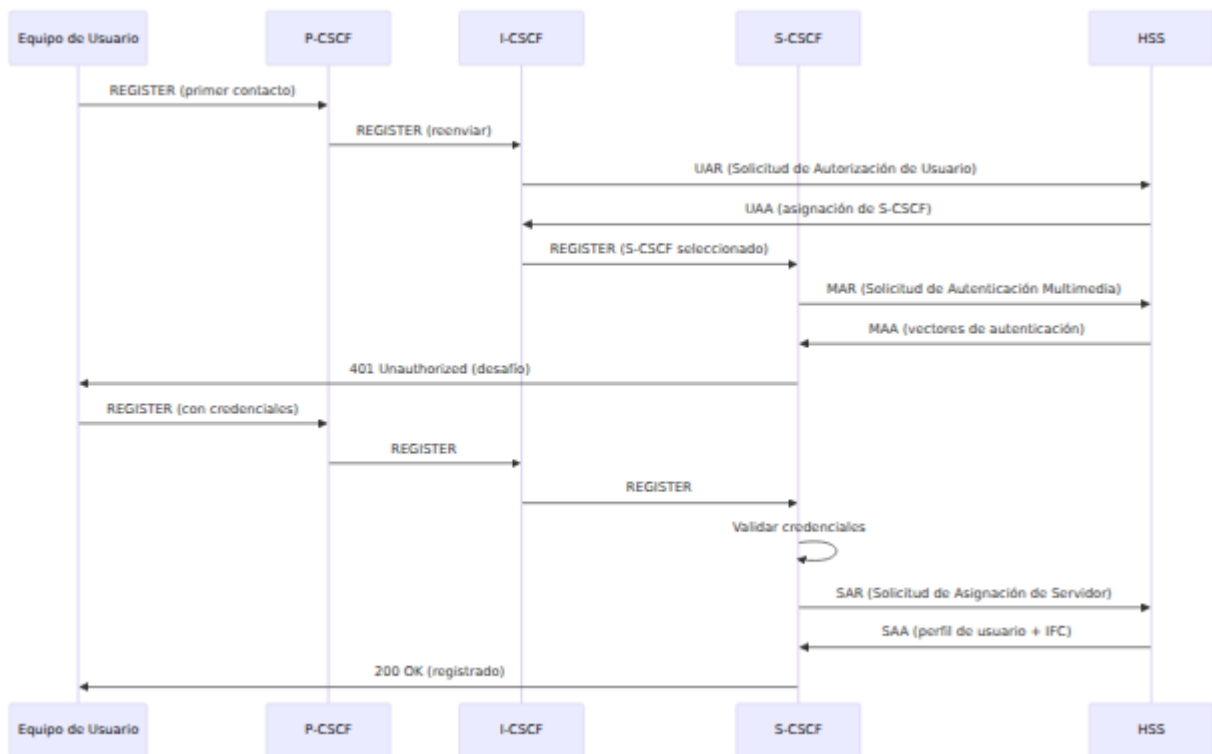 Equipo de Usuario
P-CSCF
I-CSCF
S-CSCF
HSS
REGISTER (primer contacto)
REGISTER (reenviar)
UAR (Solicitud de Autorización de Usuario)
UAA (asignación de S-CSCF)
REGISTER (S-CSCF seleccionado)
MAR (Solicitud de Autenticación Multimedia)
MAA (vectores de autenticación)
401 Unauthorized (desafío)
REGISTER (con credenciales)
REGISTER
REGISTER
Validar credenciales
SAR (Solicitud de Asignación de Servidor)
SAA (perfil de usuario + IFC)
200 OK (registrado)
Equipo de Usuario
P-CSCF
I-CSCF
S-CSCF
HSS